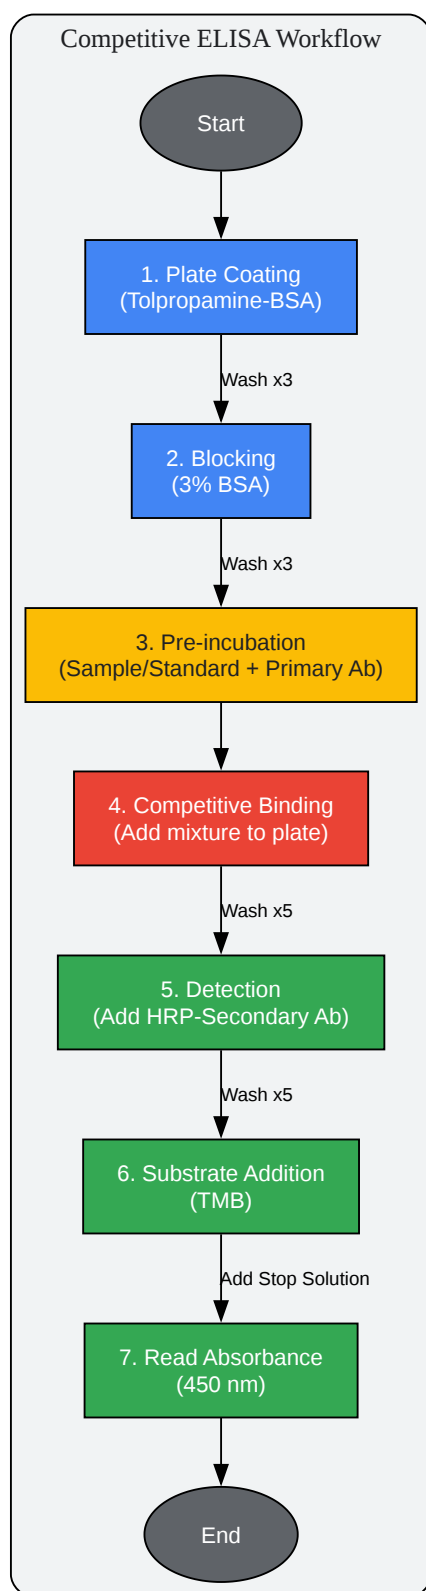 Competitive ELISA Workflow
Start
1. Plate Coating
(Tolpropamine-BSA)
Wash x3
2. Blocking
(3% BSA)
Wash x3
3. Pre-incubation
(Sample/Standard + Primary Ab)
4. Competitive Binding
(Add mixture to plate)
Wash x5
5. Detection
(Add HRP-Secondary Ab)
Wash x5
6. Substrate Addition
(TMB)
Add Stop Solution
7. Read Absorbance
(450 nm)
End